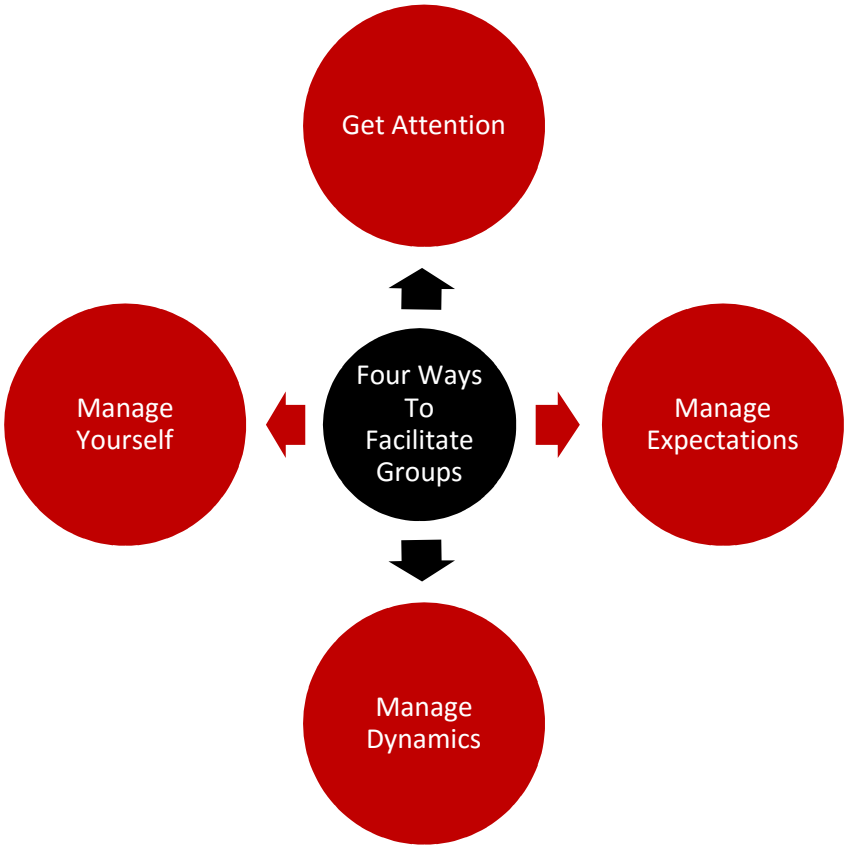 Get Attention
Four Ways
To
Facilitate
Groups
Manage
Yourself
Manage
Expectations
Manage
Dynamics